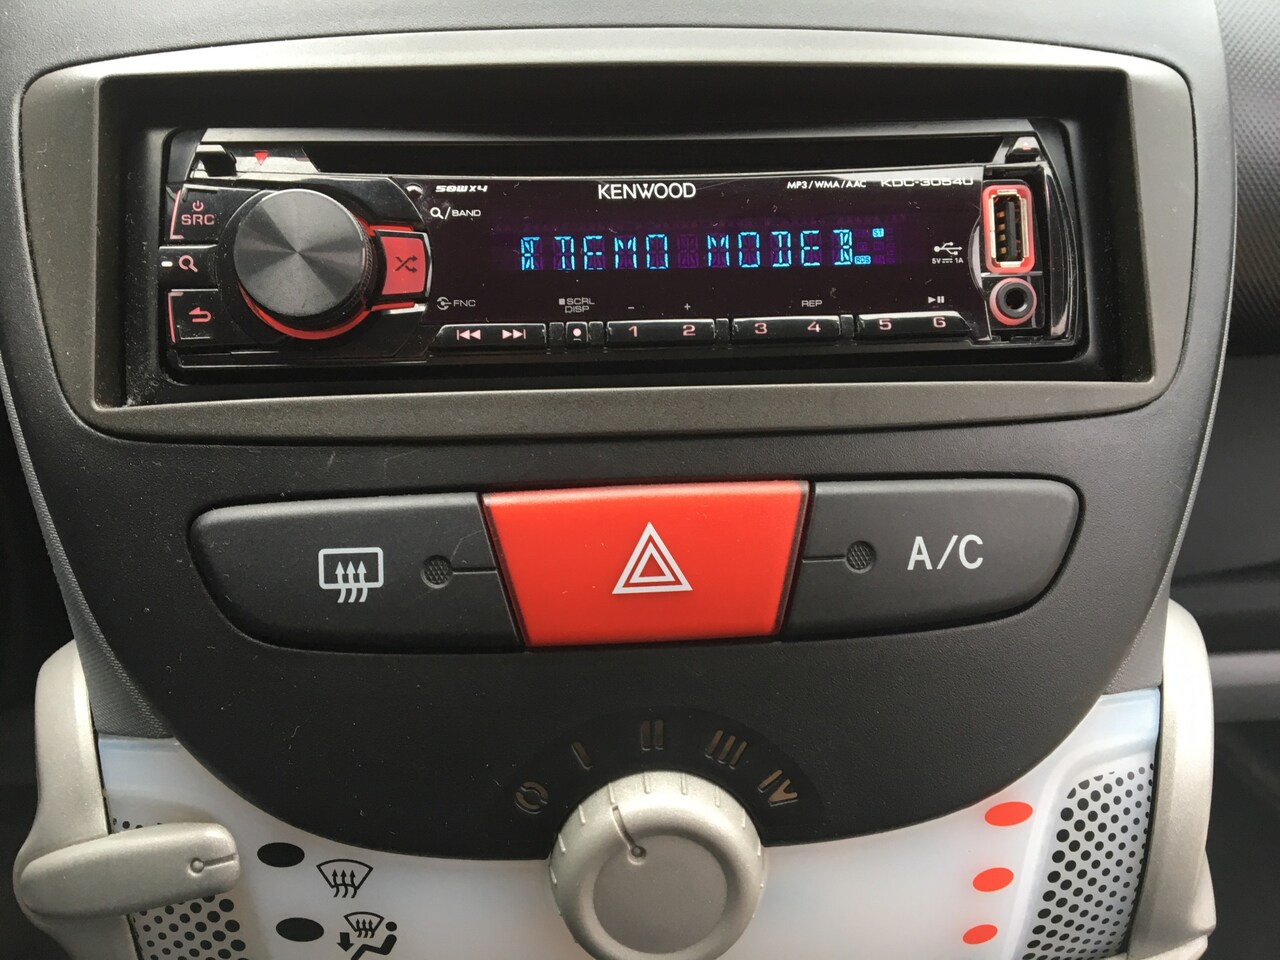 50W x 4
KENWOOD
MP3/WMA/AAC KDC-3054U
SRC
/BAND
DEMO MODE
ST
RDS
5V 1A
FNC
SCRL
DISP
- + REP
1 2 3 4 5 6
A/C
I II III IV